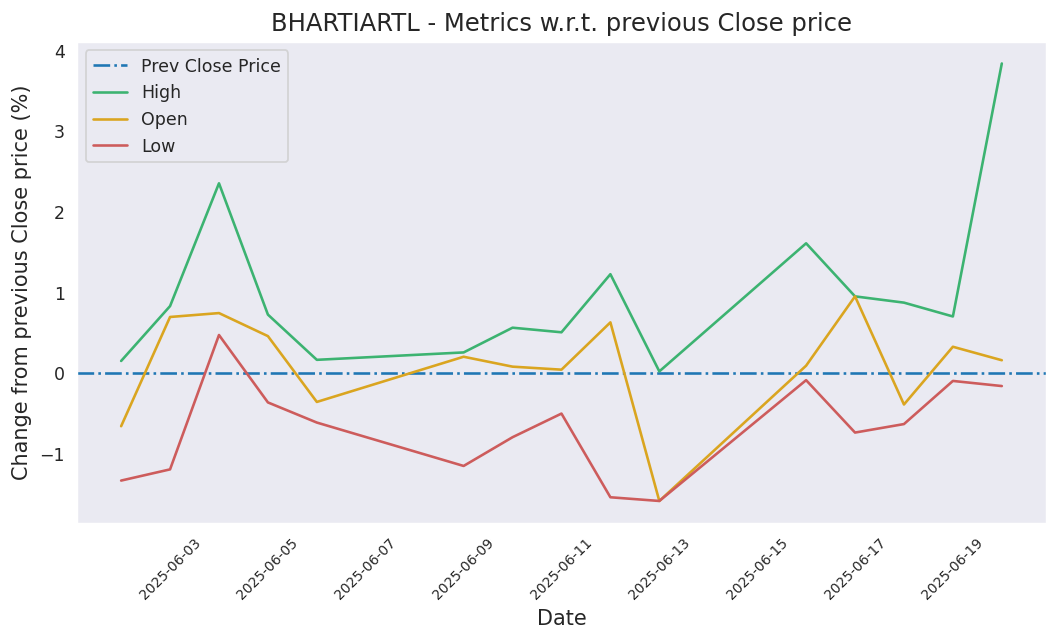 BHARTIARTL - Metrics w.r.t. previous Close price
Change from previous Close price (%)
4
3
2
1
0
−1
Prev Close Price
High
Open
Low
2025-06-03
2025-06-05
2025-06-07
2025-06-09
2025-06-11
2025-06-13
2025-06-15
2025-06-17
2025-06-19
Date